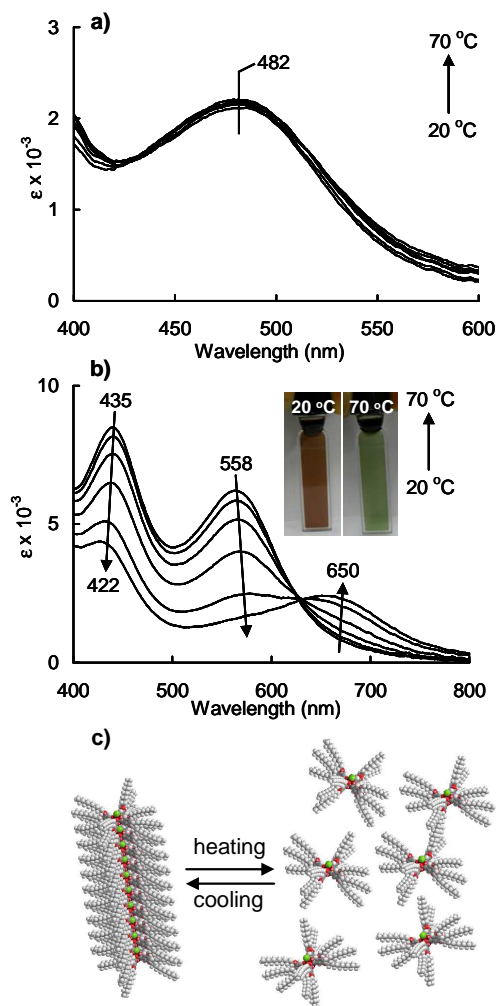 a)
3
2
1
0
ε x 10⁻³
482
70 °C
20 °C
400 450 500 550 600
Wavelength (nm)
b)
10
5
0
ε x 10⁻³
435
422
558
650
20 °C
70 °C
70 °C
20 °C
400 500 600 700 800
Wavelength (nm)
c)
heating
cooling